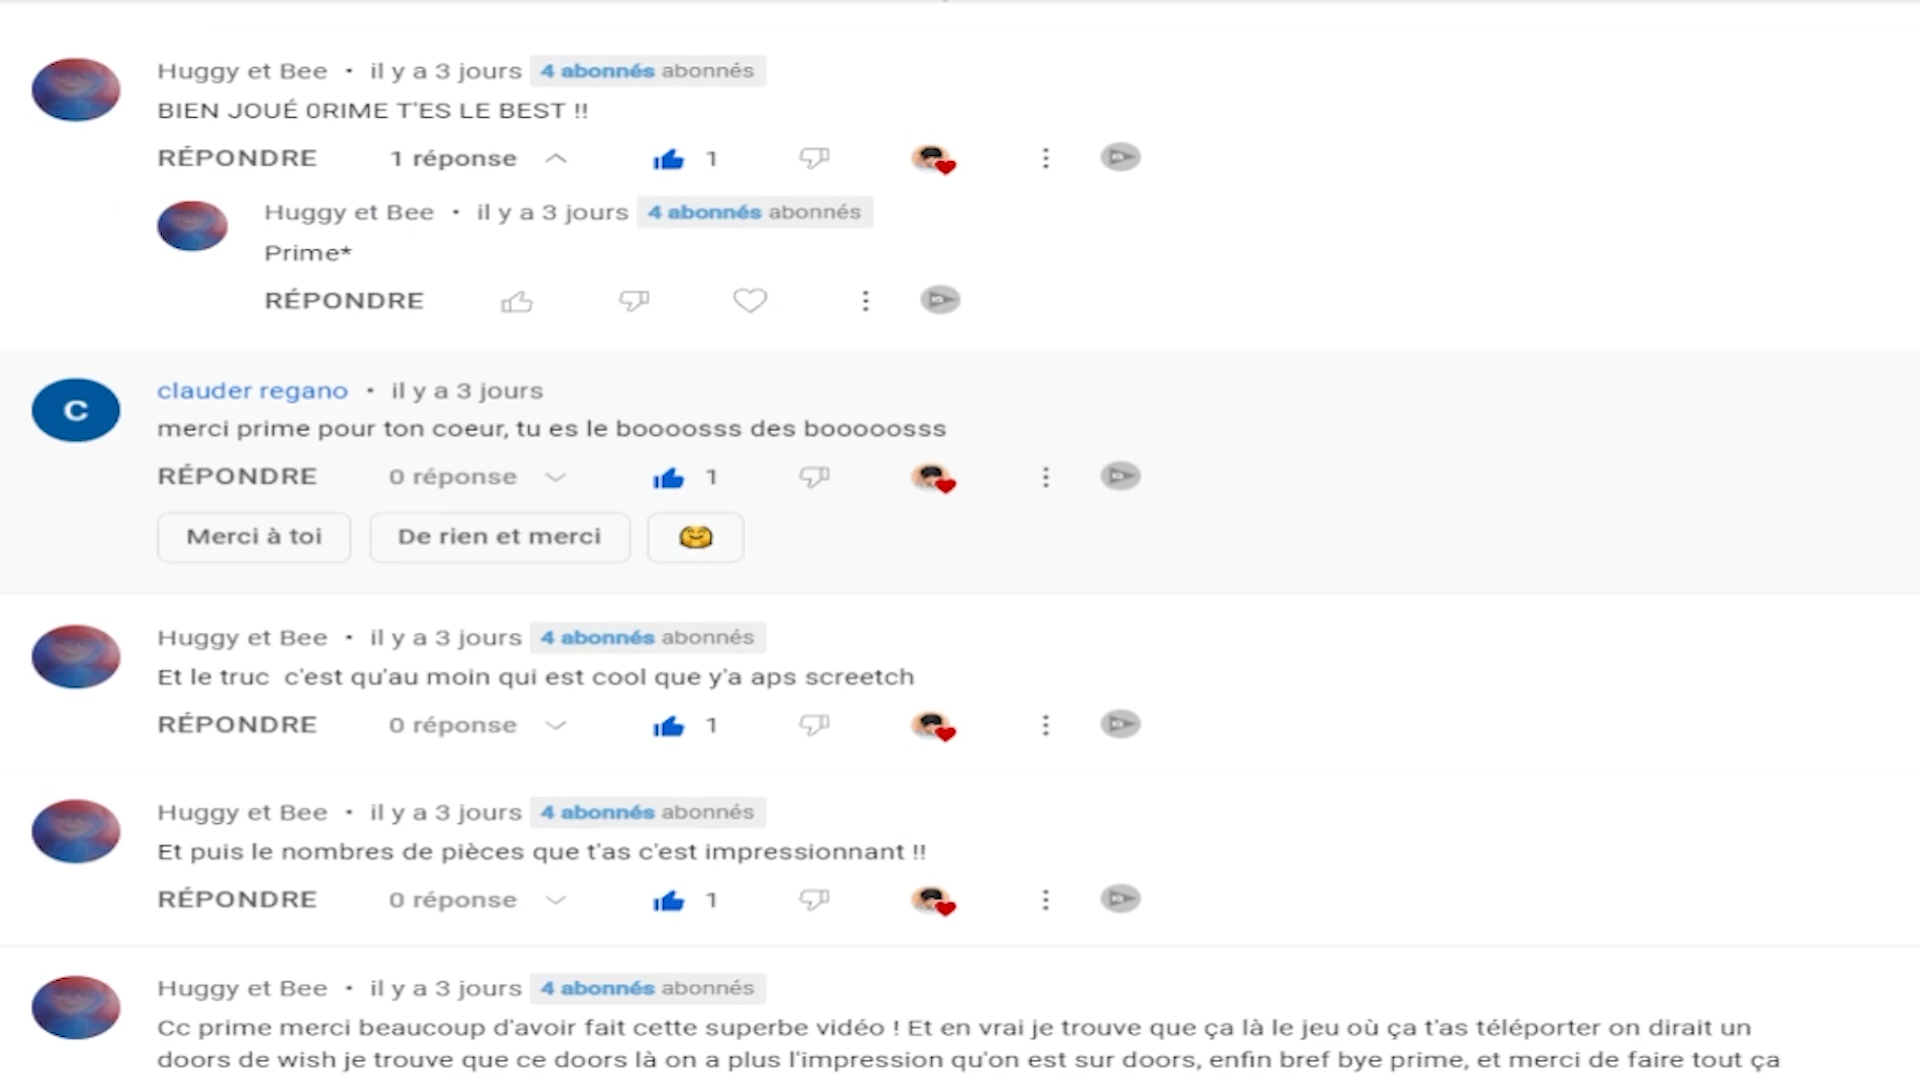 Huggy et Bee • il y a 3 jours 4 abonnés abonnés
BIEN JOUÉ 0RIME T'ES LE BEST !!
RÉPONDRE 1 réponse 1
Huggy et Bee • il y a 3 jours 4 abonnés abonnés
Prime*
RÉPONDRE
C
clauder regano • il y a 3 jours
merci prime pour ton coeur, tu es le boooosss des booooosss
RÉPONDRE 0 réponse 1
Merci à toi De rien et merci
Huggy et Bee • il y a 3 jours 4 abonnés abonnés
Et le truc c'est qu'au moin qui est cool que y'a aps screetch
RÉPONDRE 0 réponse 1
Huggy et Bee • il y a 3 jours 4 abonnés abonnés
Et puis le nombres de pièces que t'as c'est impressionnant !!
RÉPONDRE 0 réponse 1
Huggy et Bee • il y a 3 jours 4 abonnés abonnés
Cc prime merci beaucoup d'avoir fait cette superbe vidéo ! Et en vrai je trouve que ça là le jeu où ça t'as téléporter on dirait un
doors de wish je trouve que ce doors là on a plus l'impression qu'on est sur doors, enfin bref bye prime, et merci de faire tout ça